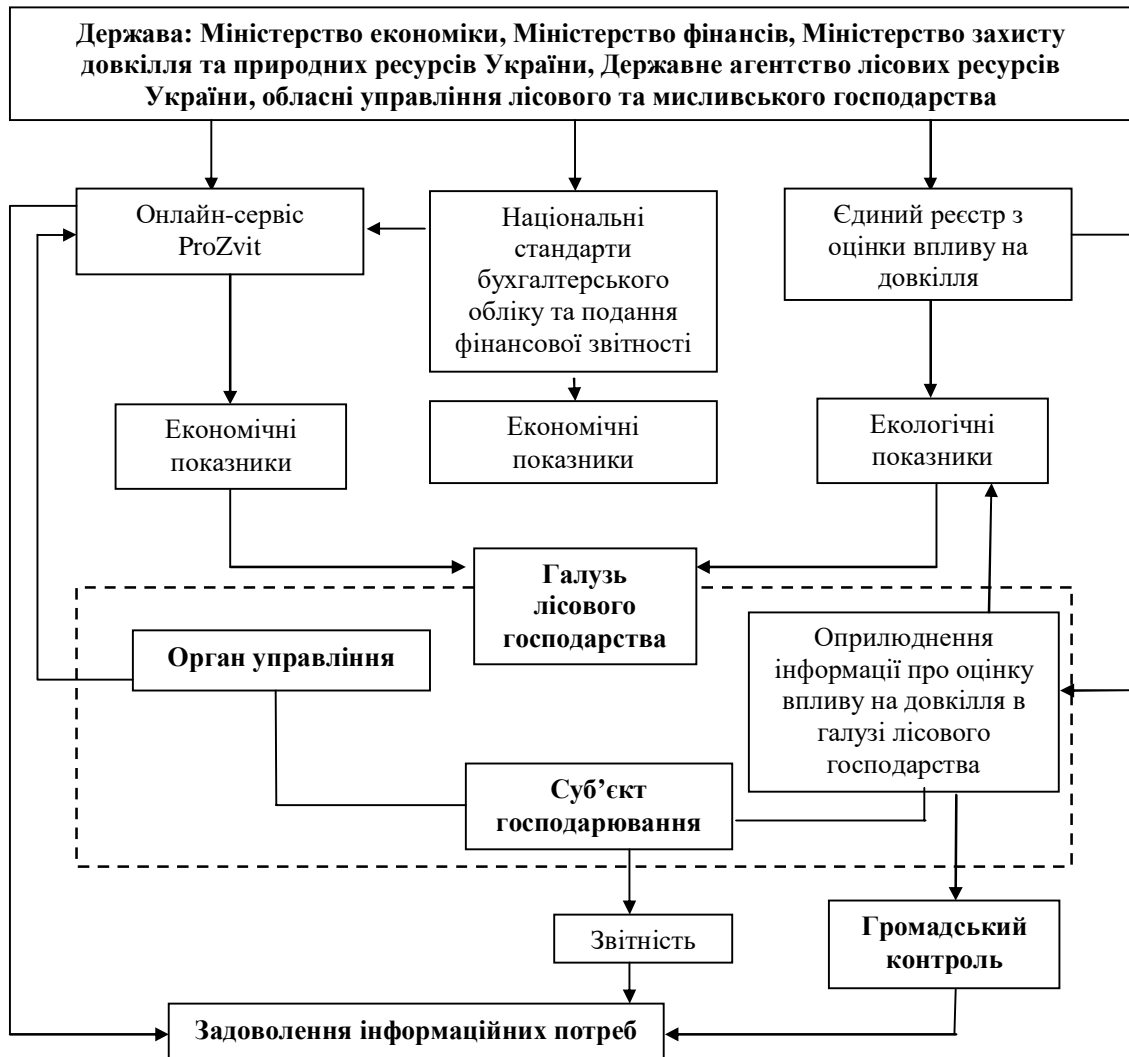 Держава: Міністерство економіки, Міністерство фінансів, Міністерство захисту
довкілля та природних ресурсів України, Державне агентство лісових ресурсів
України, обласні управління лісового та мисливського господарства
Онлайн-сервіс
ProZvit
Національні
стандарти
бухгалтерського
обліку та подання
фінансової звітності
Єдиний реєстр з
оцінки впливу на
довкілля
Економічні
показники
Економічні
показники
Екологічні
показники
Галузь
лісового
господарства
Орган управління
Оприлюднення
інформації про оцінку
впливу на довкілля в
галузі лісового
господарства
Суб’єкт
господарювання
Звітність
Громадський
контроль
Задоволення інформаційних потреб